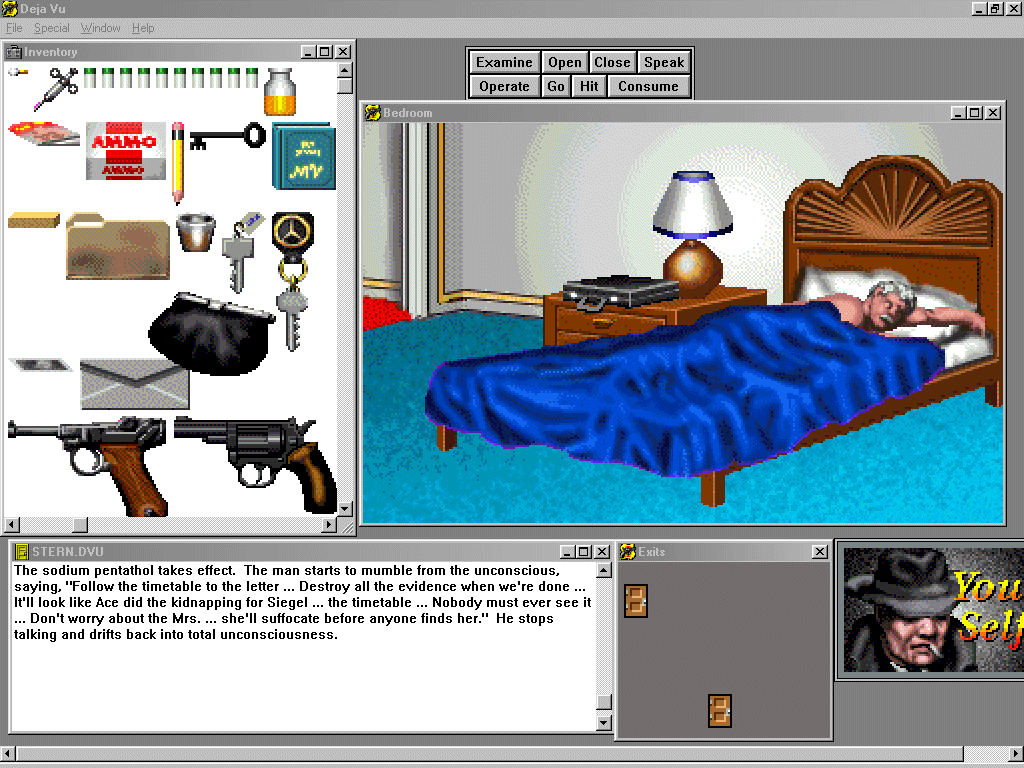 Deja Vu
File Special Window Help
Inventory
AMMO
AMMO
MV
Examine Open Close Speak
Operate Go Hit Consume
Bedroom
STERN.DVU
The sodium pentathol takes effect.  The man starts to mumble from the unconscious,
saying, "Follow the timetable to the letter ... Destroy all the evidence when we're done ...
It'll look like Ace did the kidnapping for Siegel ... the timetable ... Nobody must ever see it
... Don't worry about the Mrs. ... she'll suffocate before anyone finds her."  He stops
talking and drifts back into total unconsciousness.
Exits
You
Self